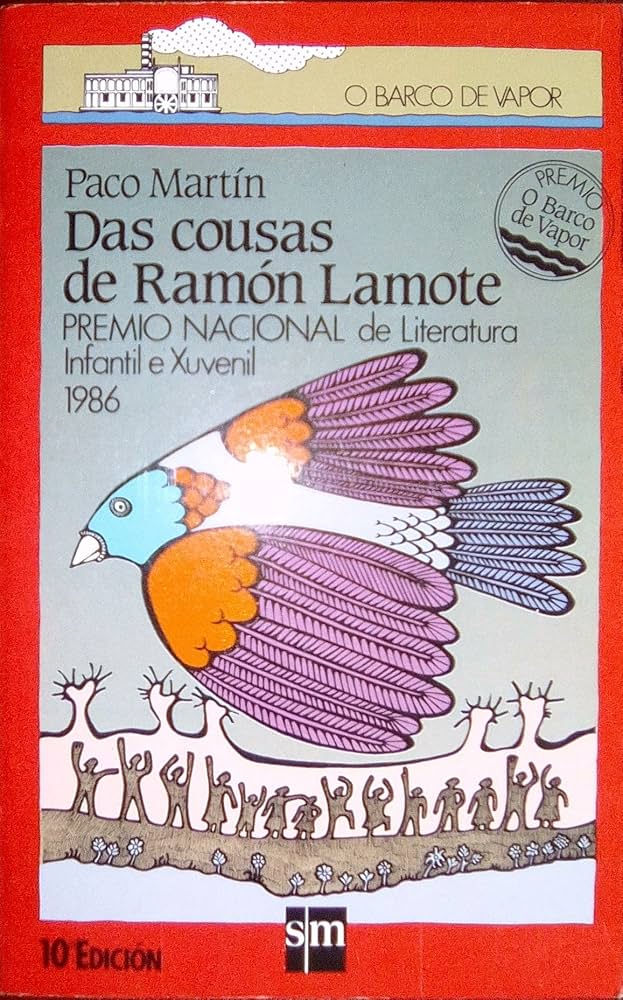 O BARCO DE VAPOR
Paco Martín
Das cousas
de Ramón Lamote
PREMIO NACIONAL de Literatura
Infantil e Xuvenil
1986
PREMIO
O Barco
de Vapor
10 EDICIÓN
sm